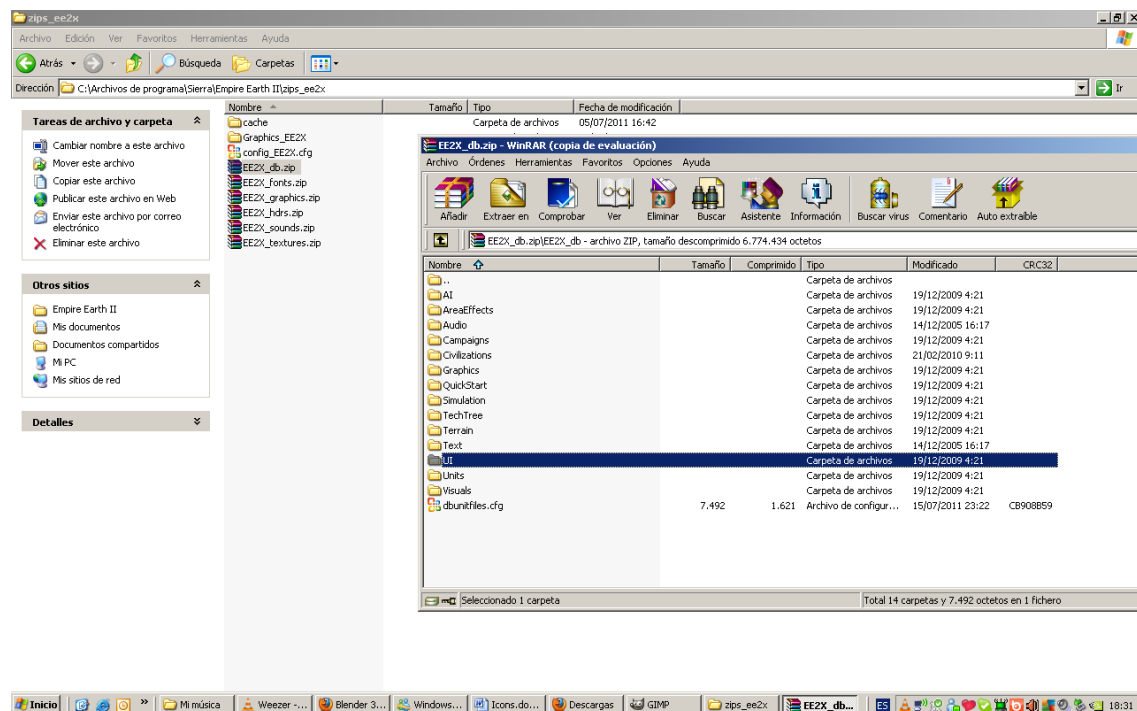 zips_ee2x
Archivo Edición Ver Favoritos Herramientas Ayuda
Atrás Búsqueda Carpetas
Dirección C:\Archivos de programa\Sierra\Empire Earth II\zips_ee2x Ir
Tareas de archivo y carpeta
Cambiar nombre a este archivo
Mover este archivo
Copiar este archivo
Publicar este archivo en Web
Enviar este archivo por correo
electrónico
Eliminar este archivo
Otros sitios
Empire Earth II
Mis documentos
Documentos compartidos
Mi PC
Mis sitios de red
Detalles
Nombre Tamaño Tipo Fecha de modificación
cache Carpeta de archivos 05/07/2011 16:42
Graphics_EE2X
config_EE2X.cfg
EE2X_db.zip
EE2X_fonts.zip
EE2X_graphics.zip
EE2X_hdrs.zip
EE2X_sounds.zip
EE2X_textures.zip
EE2X_db.zip - WinRAR (copia de evaluación)
Archivo Órdenes Herramientas Favoritos Opciones Ayuda
Añadir Extraer en Comprobar Ver Eliminar Buscar Asistente Información Buscar virus Comentario Auto extraíble
EE2X_db.zip\EE2X_db - archivo ZIP, tamaño descomprimido 6.774.434 octetos
Nombre Tamaño Comprimido Tipo Modificado CRC32
.. Carpeta de archivos
AI Carpeta de archivos 19/12/2009 4:21
AreaEffects Carpeta de archivos 19/12/2009 4:21
Audio Carpeta de archivos 14/12/2005 16:17
Campaigns Carpeta de archivos 19/12/2009 4:21
Civilizations Carpeta de archivos 21/02/2010 9:11
Graphics Carpeta de archivos 19/12/2009 4:21
QuickStart Carpeta de archivos 19/12/2009 4:21
Simulation Carpeta de archivos 19/12/2009 4:21
TechTree Carpeta de archivos 19/12/2009 4:21
Terrain Carpeta de archivos 19/12/2009 4:21
Text Carpeta de archivos 14/12/2005 16:17
UI Carpeta de archivos 19/12/2009 4:21
Units Carpeta de archivos 19/12/2009 4:21
Visuals Carpeta de archivos 19/12/2009 4:21
dbunitfiles.cfg 7.492 1.621 Archivo de configur... 15/07/2011 23:22 CB908B59
Seleccionado 1 carpeta Total 14 carpetas y 7.492 octetos en 1 fichero
Inicio » Mi música Weezer -... Blender 3... Windows... Icons.do... Descargas GIMP zips_ee2x EE2X_db... ES 18:31